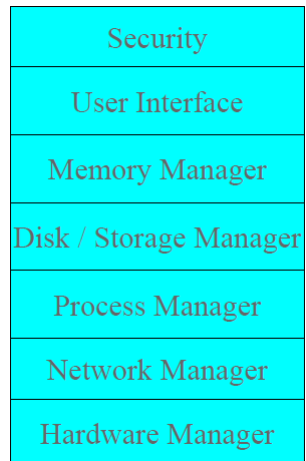 Security
User Interface
Memory Manager
Disk / Storage Manager
Process Manager
Network Manager
Hardware Manager